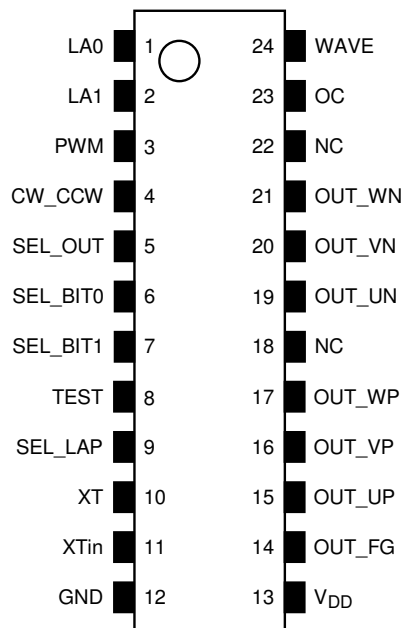 LA0 1 24 WAVE
LA1 2 23 OC
PWM 3 22 NC
CW_CCW 4 21 OUT_WN
SEL_OUT 5 20 OUT_VN
SEL_BIT0 6 19 OUT_UN
SEL_BIT1 7 18 NC
TEST 8 17 OUT_WP
SEL_LAP 9 16 OUT_VP
XT 10 15 OUT_UP
XTin 11 14 OUT_FG
GND 12 13 VDD